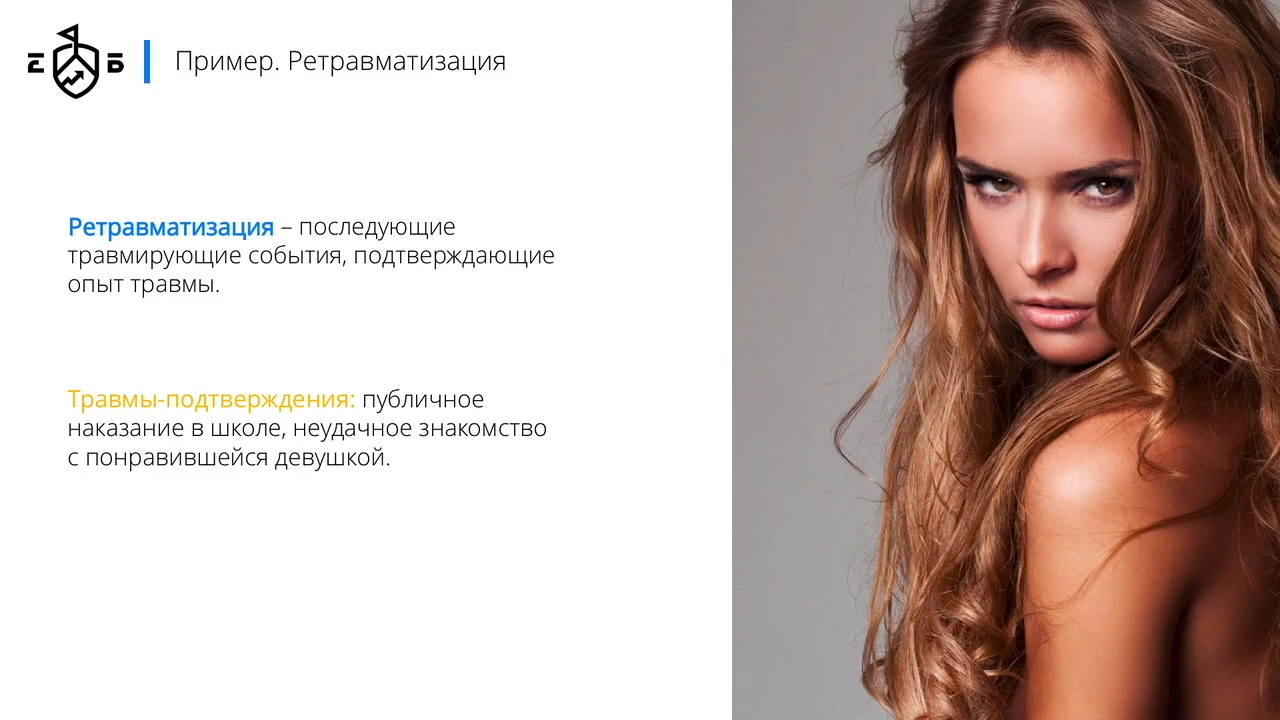 Е Б
Пример. Ретравматизация
Ретравматизация – последующие
травмирующие события, подтверждающие
опыт травмы.
Травмы-подтверждения: публичное
наказание в школе, неудачное знакомство
с понравившейся девушкой.